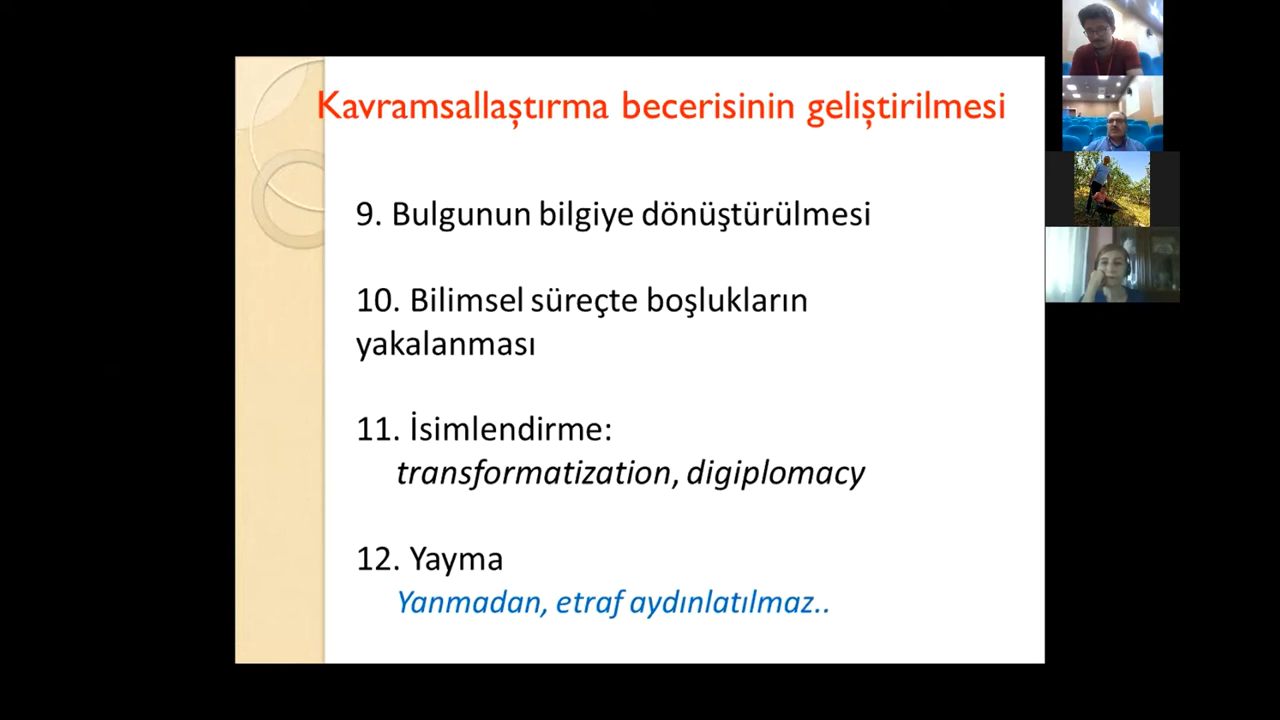 Kavramsallaştırma becerisinin geliştirilmesi
9. Bulgunun bilgiye dönüştürülmesi
10. Bilimsel süreçte boşlukların
yakalanması
11. İsimlendirme:
transformatization, digiplomacy
12. Yayma
Yanmadan, etraf aydınlatılmaz..